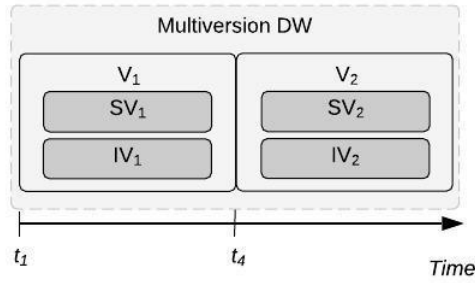 Multiversion DW
V₁ V₂
SV₁ SV₂
IV₁ IV₂
t₁ t₄
Time